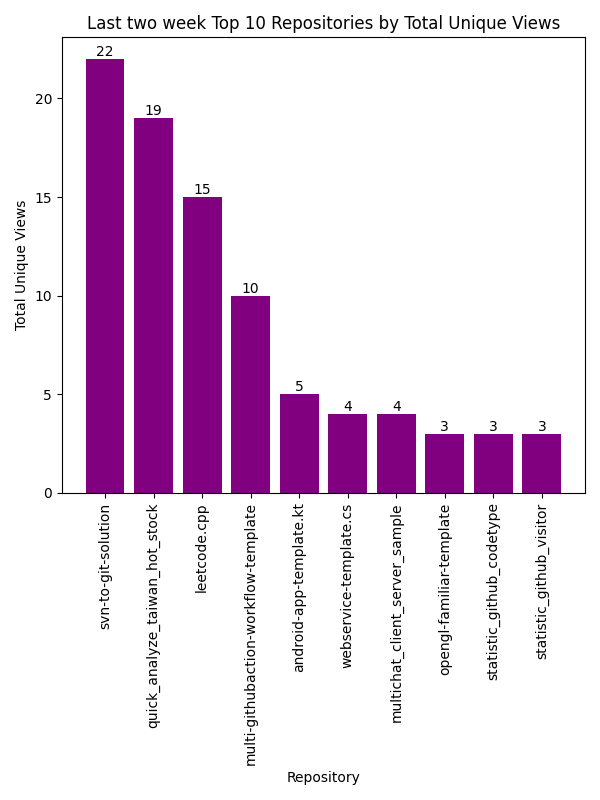 Last two week Top 10 Repositories by Total Unique Views
Total Unique Views
20
15
10
5
0
22
19
15
10
5
4
4
3
3
3
svn-to-git-solution
quick_analyze_taiwan_hot_stock
leetcode.cpp
multi-githubaction-workflow-template
android-app-template.kt
webservice-template.cs
multichat_client_server_sample
opengl-familiar-template
statistic_github_codetype
statistic_github_visitor
Repository